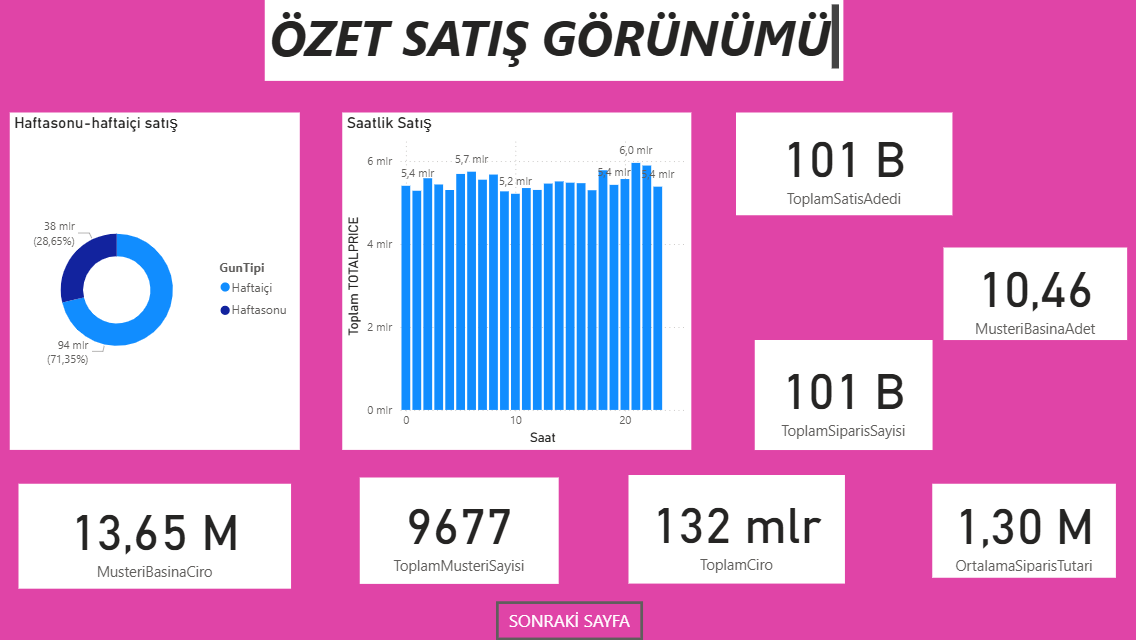 ÖZET SATIŞ GÖRÜNÜMÜ
Haftasonu-haftaiçi satış
38 mlr
(28,65%)
94 mlr
(71,35%)
GunTipi
Haftaiçi
Haftasonu
Saatlik Satış
Toplam TOTALPRICE
6 mlr
4 mlr
2 mlr
0 mlr
5,4 mlr
5,7 mlr
5,2 mlr
5,4 mlr
6,0 mlr
5,4 mlr
0
10
20
Saat
101 B
ToplamSatisAdedi
10,46
MusteriBasinaAdet
101 B
ToplamSiparisSayisi
13,65 M
MusteriBasinaCiro
9677
ToplamMusteriSayisi
132 mlr
ToplamCiro
1,30 M
OrtalamaSiparisTutari
SONRAKİ SAYFA